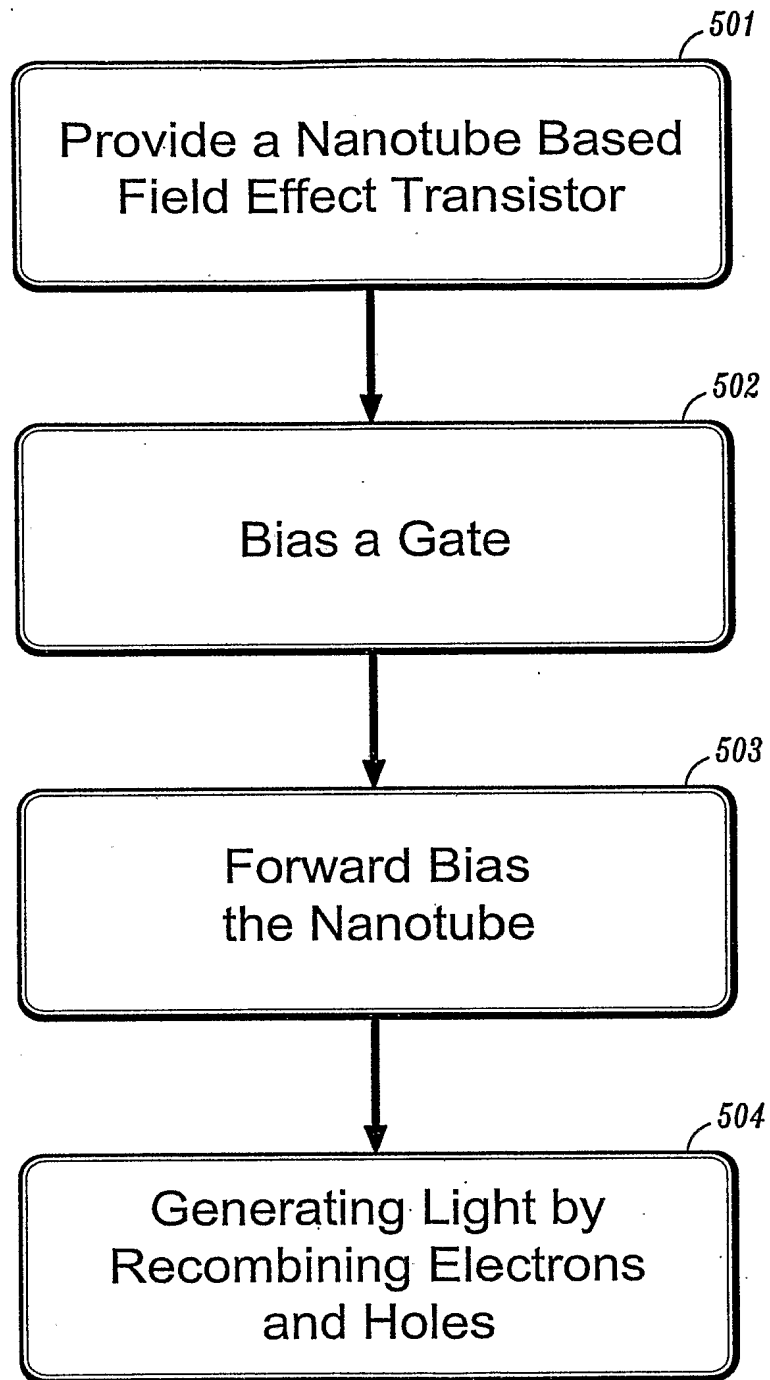 501
Provide a Nanotube Based
Field Effect Transistor
502
Bias a Gate
503
Forward Bias
the Nanotube
504
Generating Light by
Recombining Electrons
and Holes